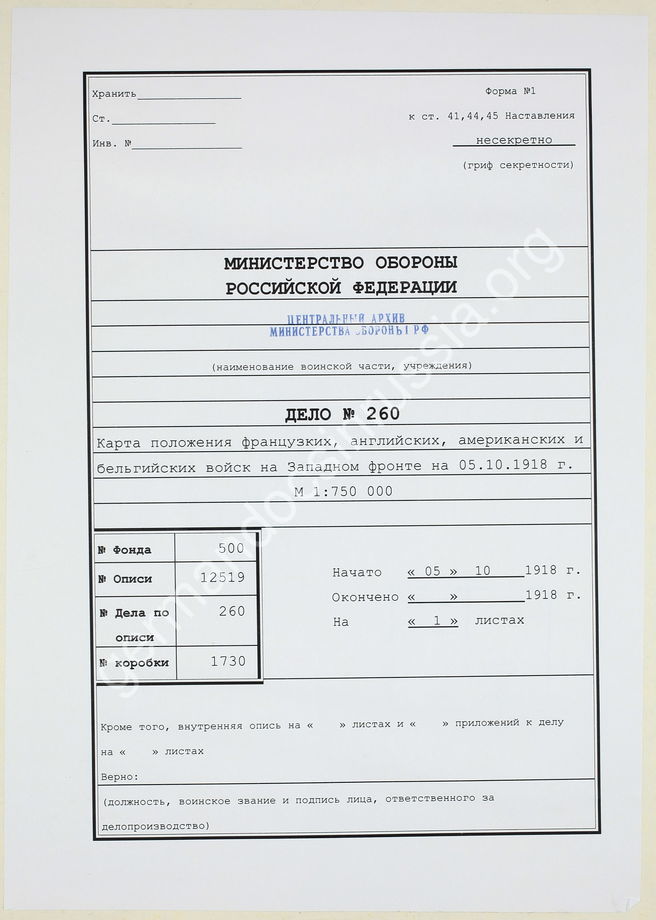 Хранить
Форма №1
Ст.
к ст. 41,44,45 Наставления
Инв. №
несекретно
(гриф секретности)
МИНИСТЕРСТВО ОБОРОНЫ
РОССИЙСКОЙ ФЕДЕРАЦИИ
ЦЕНТРАЛЬНЫЙ АРХИВ
МИНИСТЕРСТВА ОБОРОНЫ РФ
(наименование воинской части, учреждения)
ДЕЛО № 260
Карта положения французких, английских, американских и
бельгийских войск на Западном фронте на 05.10.1918 г.
М 1:750 000
№ Фонда 500
№ Описи 12519
№ Дела по описи 260
№ коробки 1730
Начато « 05 » 10 1918 г.
Окончено « » 1918 г.
На « 1 » листах
Кроме того, внутренняя опись на « » листах и « » приложений к делу
на « » листах
Верно:
(должность, воинское звание и подпись лица, ответственного за
делопроизводство)
germandocsinrussia.org